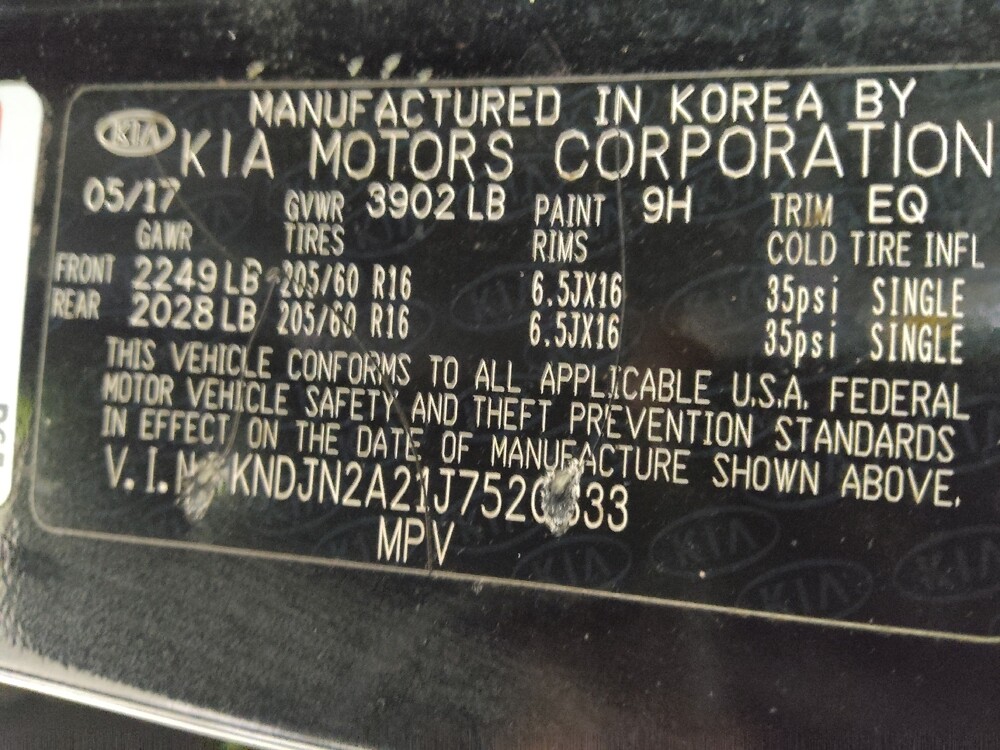 KIA
MANUFACTURED IN KOREA BY
KIA MOTORS CORPORATION
05/17 GVWR 3902 LB PAINT 9H TRIM EQ
GAWR TIRES RIMS COLD TIRE INFL
FRONT 2249 LB 205/60 R16 6.5JX16 35psi SINGLE
REAR 2028 LB 205/60 R16 6.5JX16 35psi SINGLE
THIS VEHICLE CONFORMS TO ALL APPLICABLE U.S.A. FEDERAL
MOTOR VEHICLE SAFETY AND THEFT PREVENTION STANDARDS
IN EFFECT ON THE DATE OF MANUFACTURE SHOWN ABOVE.
V.I.N
MPV